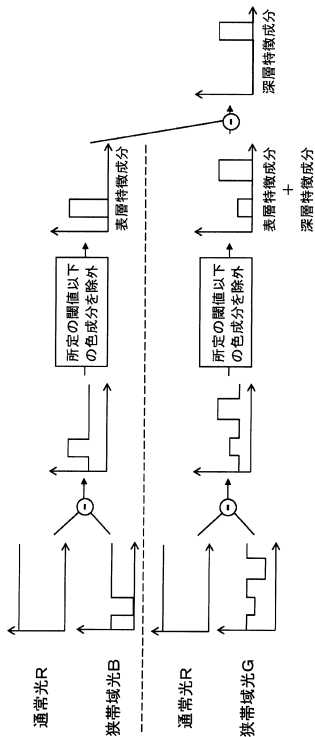 通常光R
狭帯域光B
所定の閾値以下
の色成分を除外
表層特徴成分
通常光R
狭帯域光G
所定の閾値以下
の色成分を除外
表層特徴成分
+
深層特徴成分
深層特徴成分